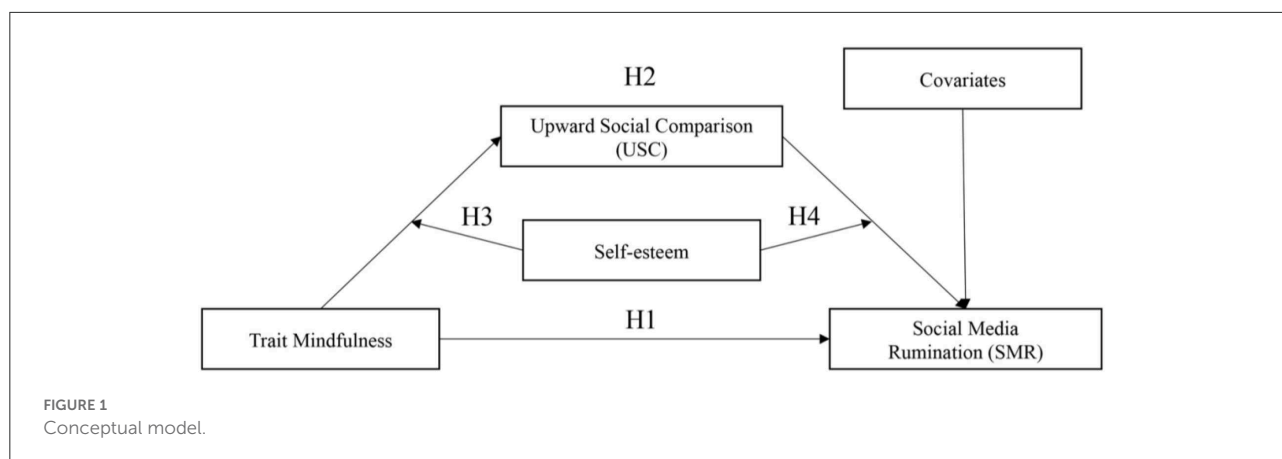 H2
Covariates
Upward Social Comparison
(USC)
H3
H4
Self-esteem
H1
Trait Mindfulness
Social Media
Rumination (SMR)
FIGURE 1
Conceptual model.